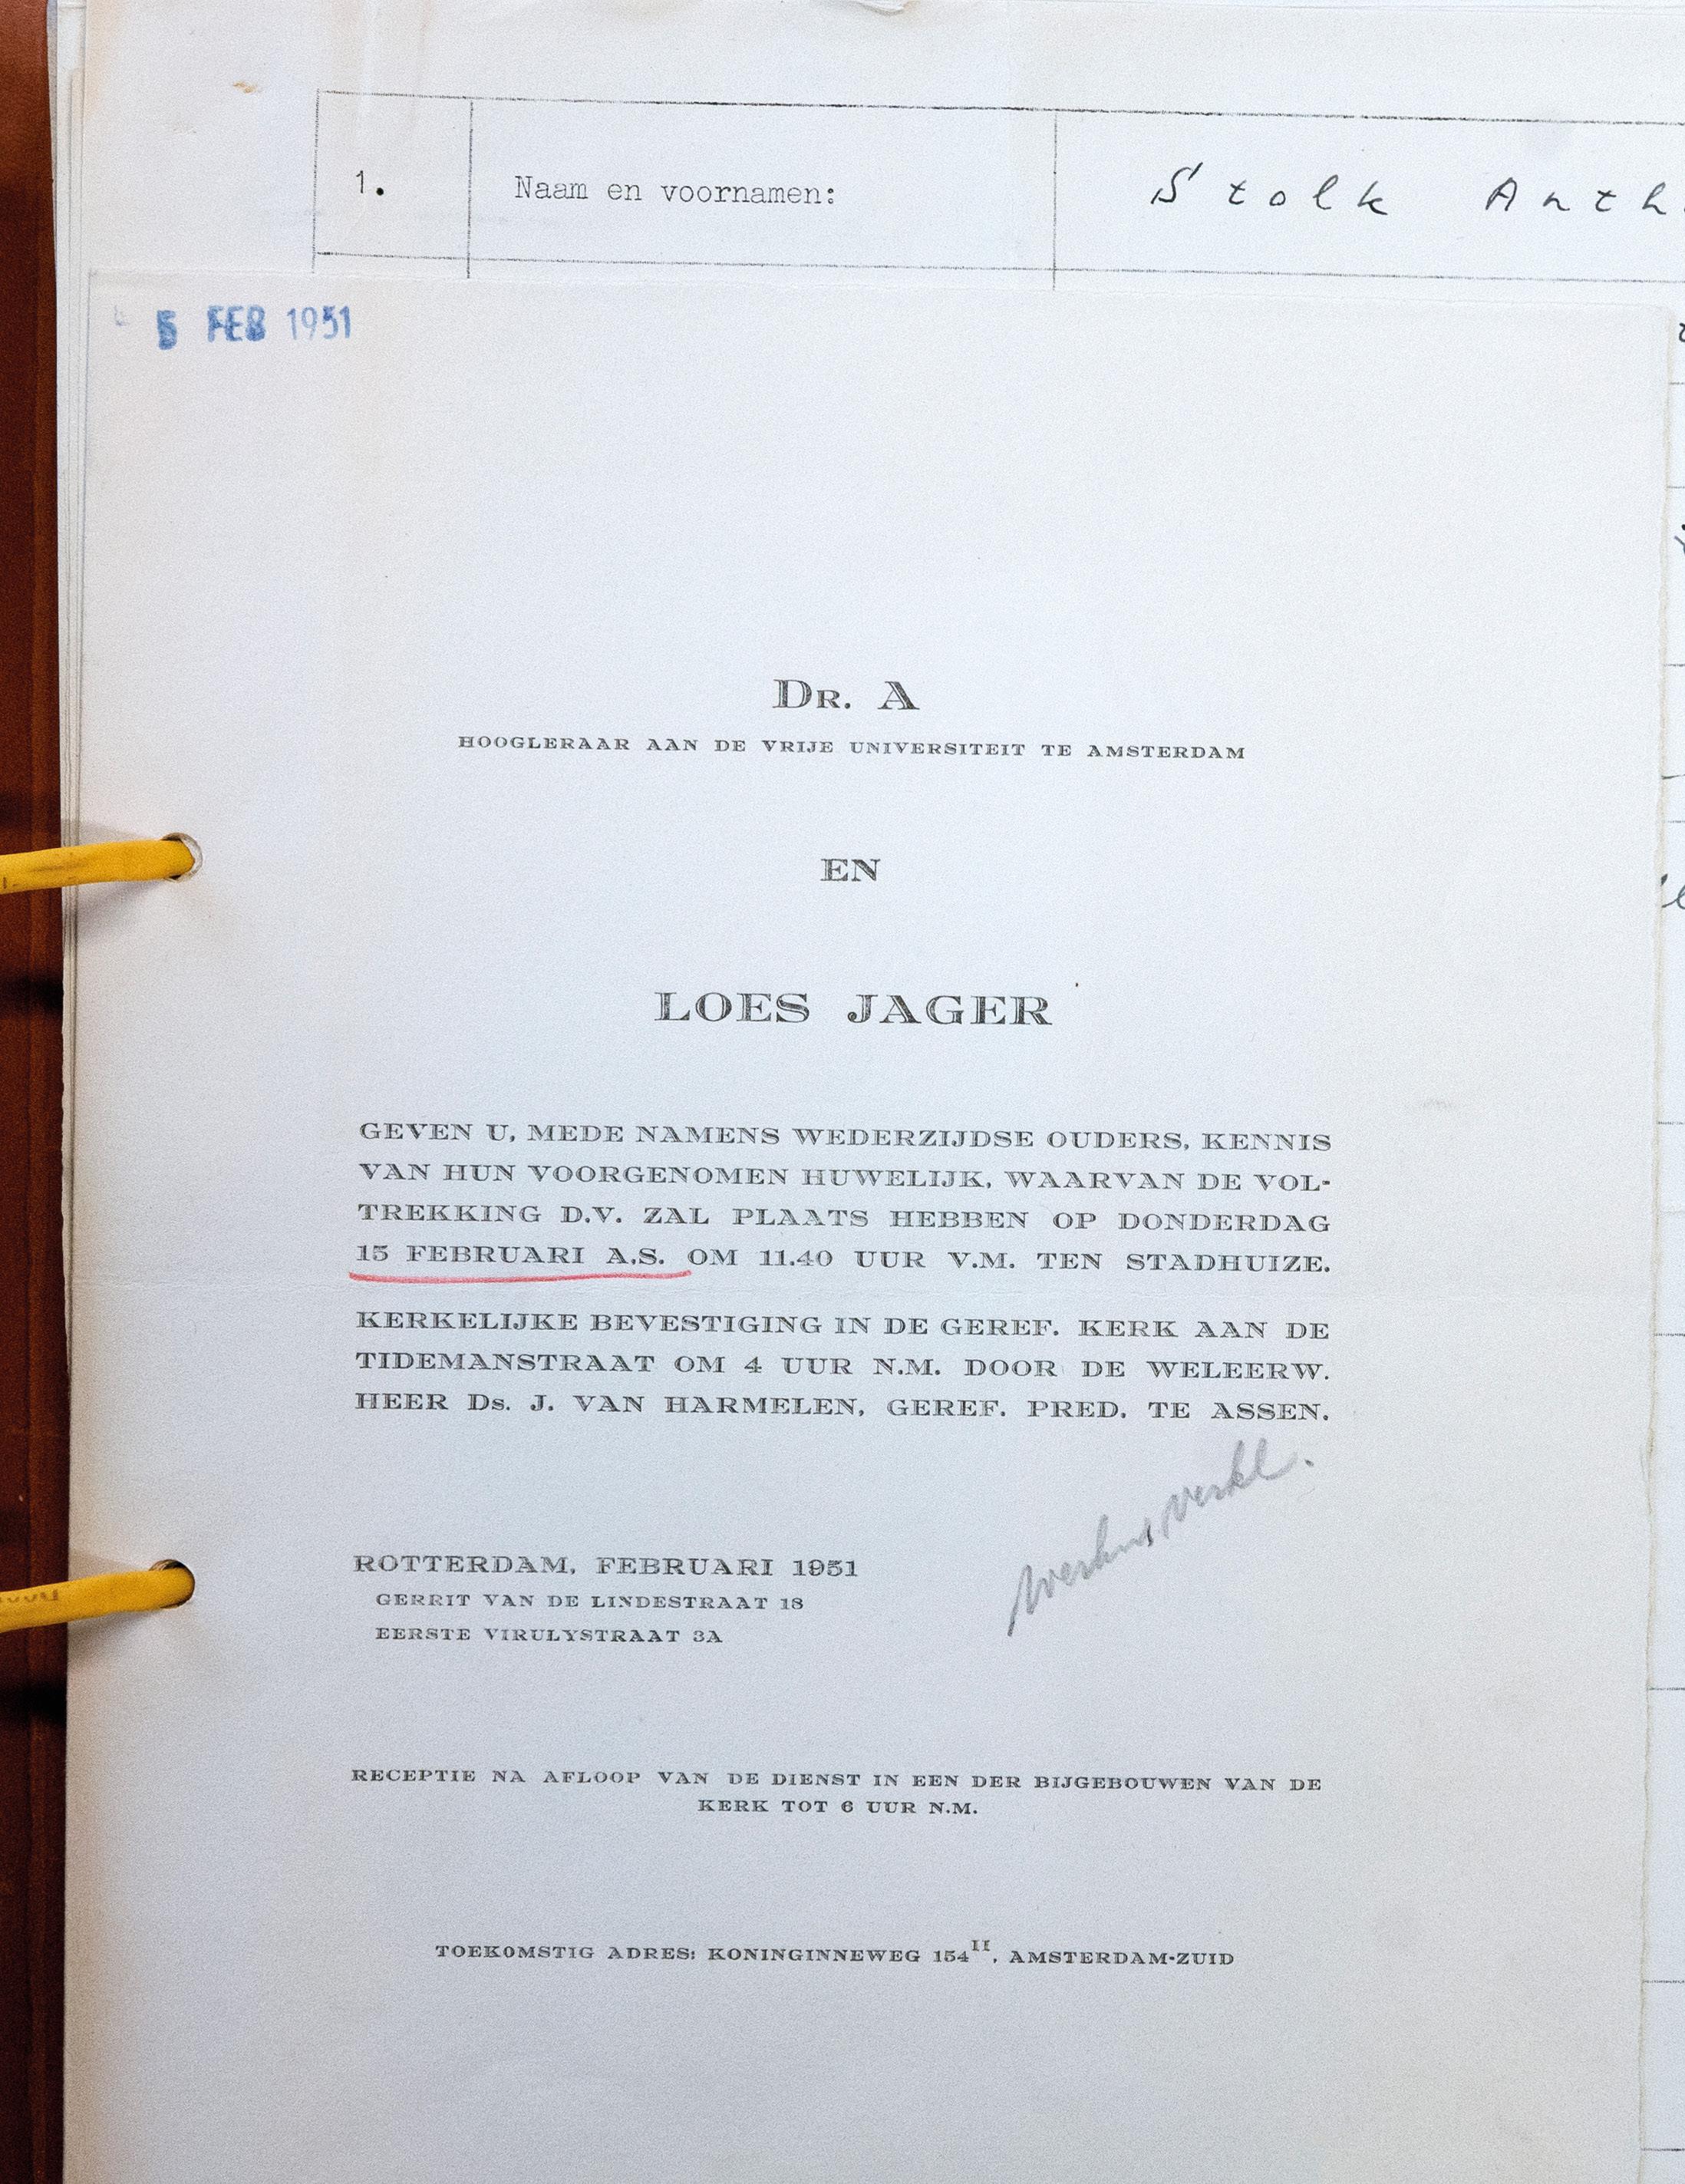 1. Naam en voornamen: Stolk Anth
5 FEB 1951
DR. A
HOOGLERAAR AAN DE VRIJE UNIVERSITEIT TE AMSTERDAM
EN
LOES JAGER
GEVEN U, MEDE NAMENS WEDERZIJDSE OUDERS, KENNIS
VAN HUN VOORGENOMEN HUWELIJK, WAARVAN DE VOL-
TREKKING D.V. ZAL PLAATS HEBBEN OP DONDERDAG
15 FEBRUARI A.S. OM 11.40 UUR V.M. TEN STADHUIZE.
KERKELIJKE BEVESTIGING IN DE GEREF. KERK AAN DE
TIDEMANSTRAAT OM 4 UUR N.M. DOOR DE WELEERW.
HEER Ds. J. VAN HARMELEN, GEREF. PRED. TE ASSEN.
verkl.
ROTTERDAM, FEBRUARI 1951
GERRIT VAN DE LINDESTRAAT 18
EERSTE VIRULYSTRAAT 3A
RECEPTIE NA AFLOOP VAN DE DIENST IN EEN DER BIJGEBOUWEN VAN DE
KERK TOT 6 UUR N.M.
TOEKOMSTIG ADRES: KONINGINNEWEG 154II, AMSTERDAM-ZUID